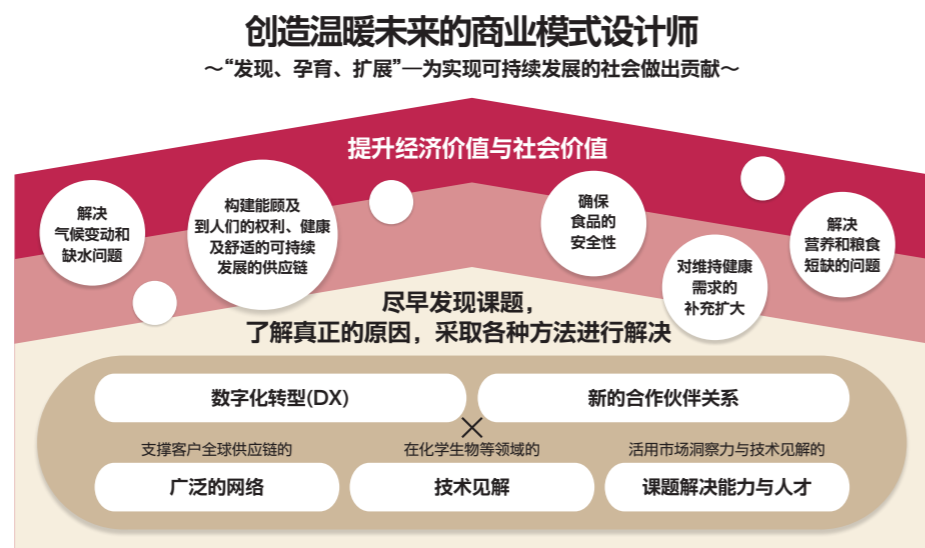 创造温暖未来的商业模式设计师
～“发现、孕育、扩展”—为实现可持续发展的社会做出贡献～
提升经济价值与社会价值
解决
气候变动和
缺水问题
构建能顾及
到人们的权利、健康
及舒适的可持续
发展的供应链
确保
食品的
安全性
对维持健康
需求的
补充扩大
解决
营养和粮食
短缺的问题
尽早发现课题，
了解真正的原因，采取各种方法进行解决
数字化转型(DX)
新的合作伙伴关系
×
支撑客户全球供应链的
在化学生物等领域的
活用市场洞察力与技术见解的
广泛的网络
技术见解
课题解决能力与人才